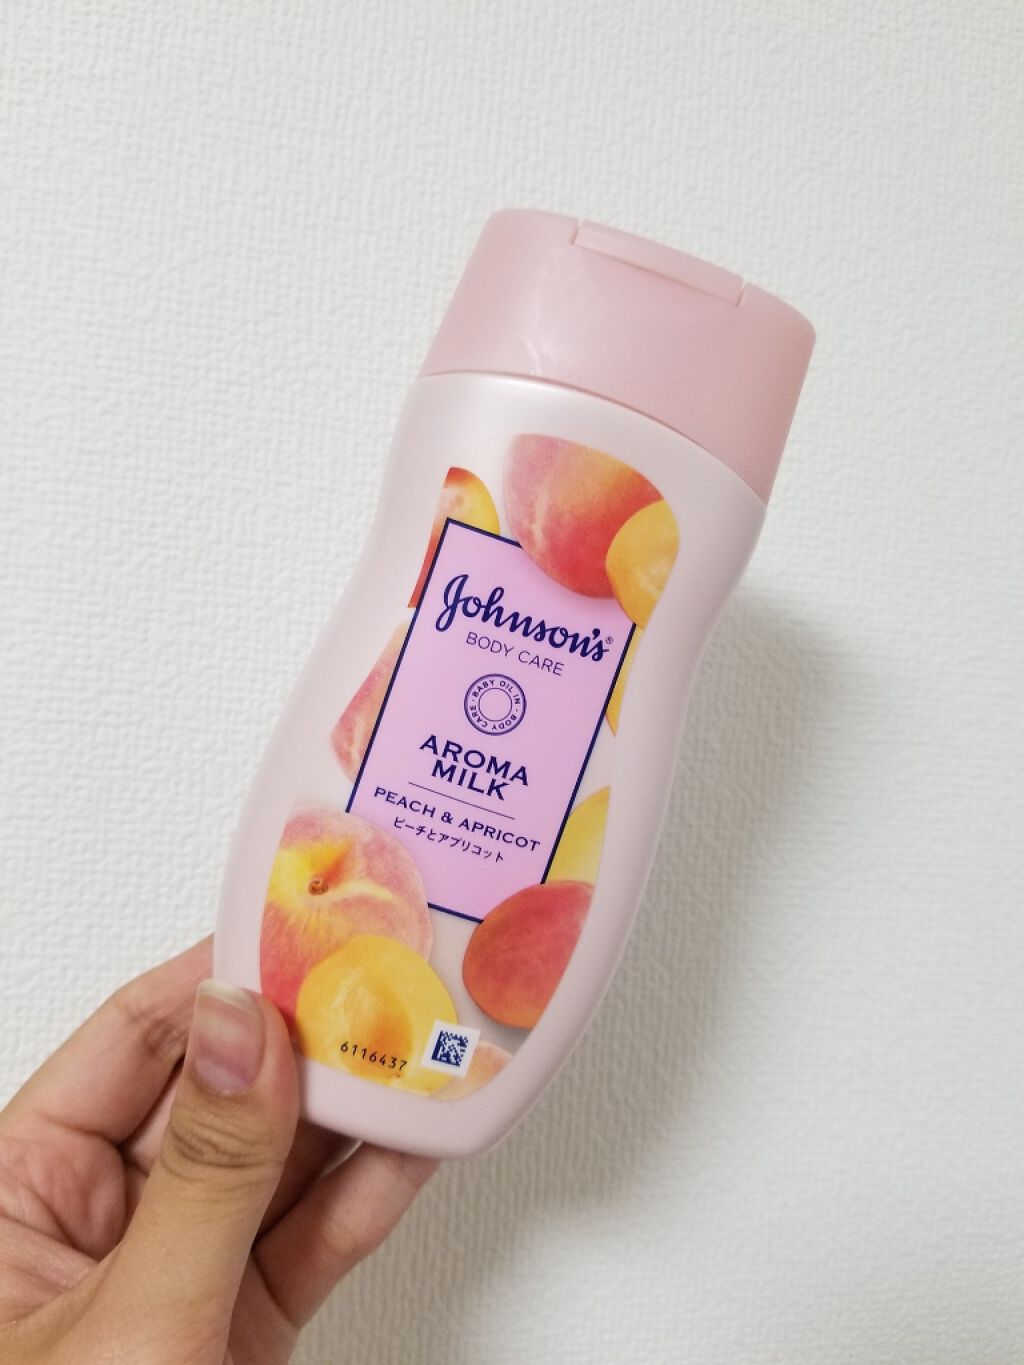 Johnson's®
BODY CARE
BABY OIL IN · BODY CARE ·
AROMA
MILK
PEACH & APRICOT
ピーチとアプリコット
6116437